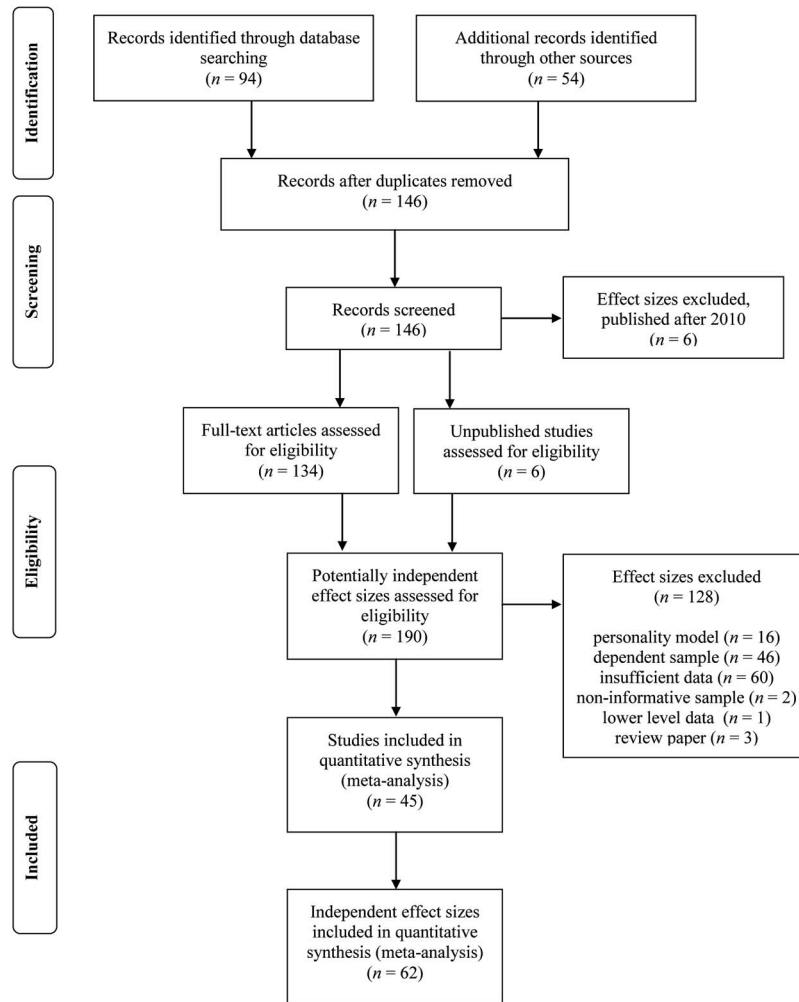 Identification
Records identified through database
searching
(n = 94)
Additional records identified
through other sources
(n = 54)
Records after duplicates removed
(n = 146)
Screening
Records screened
(n = 146)
Effect sizes excluded,
published after 2010
(n = 6)
Full-text articles assessed
for eligibility
(n = 134)
Unpublished studies
assessed for eligibility
(n = 6)
Eligibility
Potentially independent
effect sizes assessed for
eligibility
(n = 190)
Effect sizes excluded
(n = 128)
personality model (n = 16)
dependent sample (n = 46)
insufficient data (n = 60)
non-informative sample (n = 2)
lower level data (n = 1)
review paper (n = 3)
Included
Studies included in
quantitative synthesis
(meta-analysis)
(n = 45)
Independent effect sizes
included in quantitative
synthesis (meta-analysis)
(n = 62)